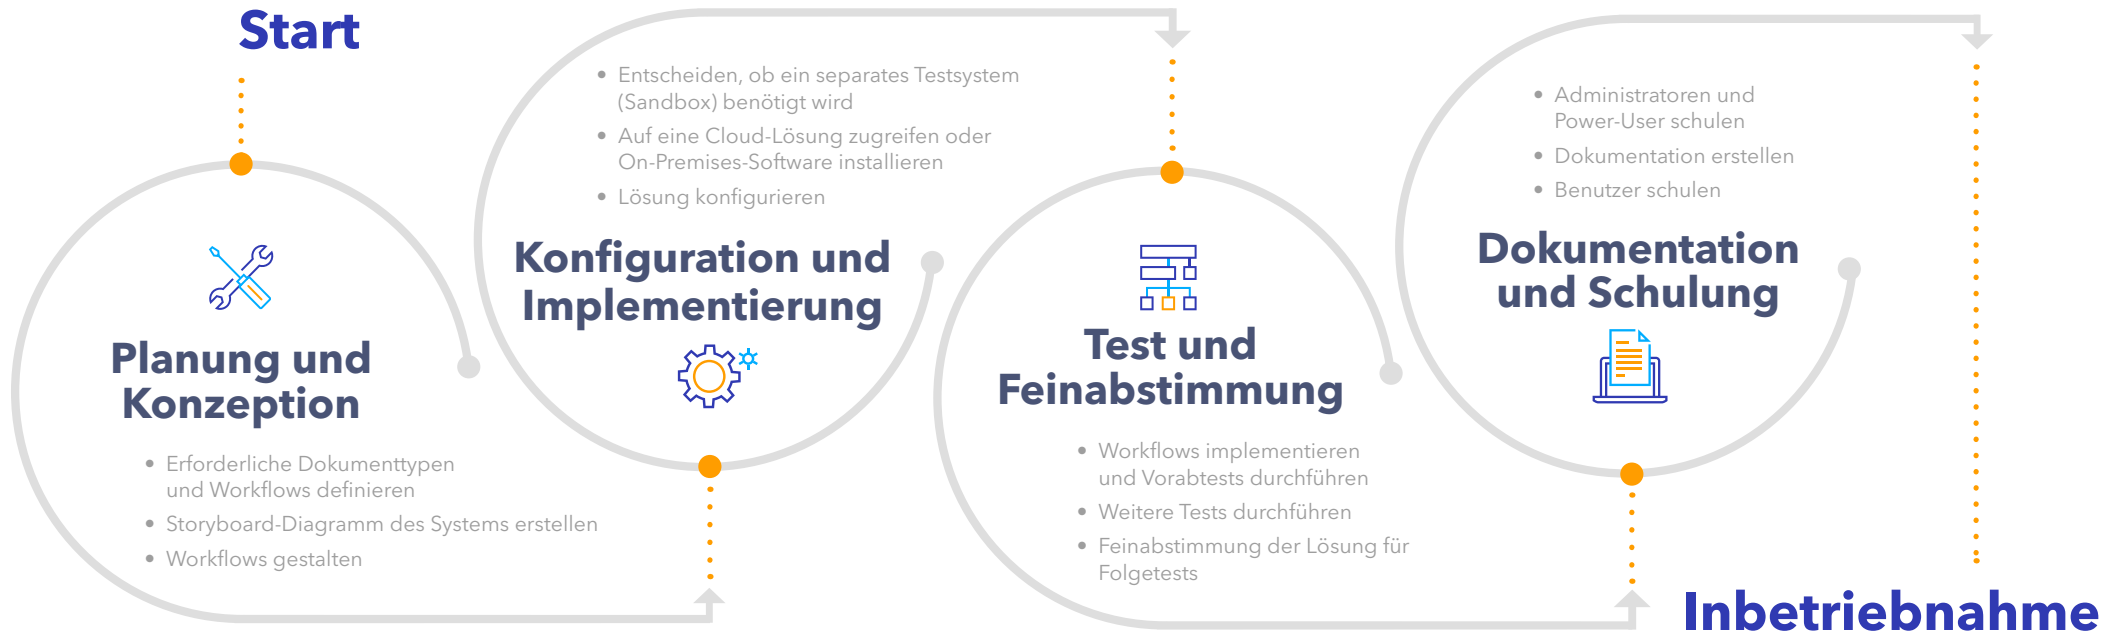 Start
Planung und
Konzeption
• Erforderliche Dokumenttypen
und Workflows definieren
• Storyboard-Diagramm des Systems erstellen
• Workflows gestalten
• Entscheiden, ob ein separates Testsystem
(Sandbox) benötigt wird
• Auf eine Cloud-Lösung zugreifen oder
On-Premises-Software installieren
• Lösung konfigurieren
Konfiguration und
Implementierung
Test und
Feinabstimmung
• Workflows implementieren
und Vorabtests durchführen
• Weitere Tests durchführen
• Feinabstimmung der Lösung für
Folgetests
• Administratoren und
Power-User schulen
• Dokumentation erstellen
• Benutzer schulen
Dokumentation
und Schulung
Inbetriebnahme